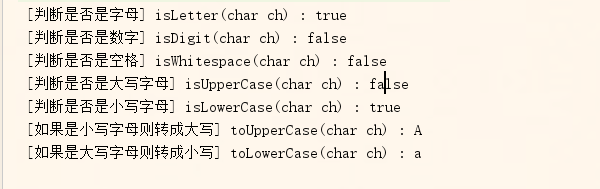 [判断是否是字母] isLetter(char ch) : true
[判断是否是数字] isDigit(char ch) : false
[判断是否是空格] isWhitespace(char ch) : false
[判断是否是大写字母] isUpperCase(char ch) : false
[判断是否是小写字母] isLowerCase(char ch) : true
[如果是小写字母则转成大写] toUpperCase(char ch) : A
[如果是大写字母则转成小写] toLowerCase(char ch) : a